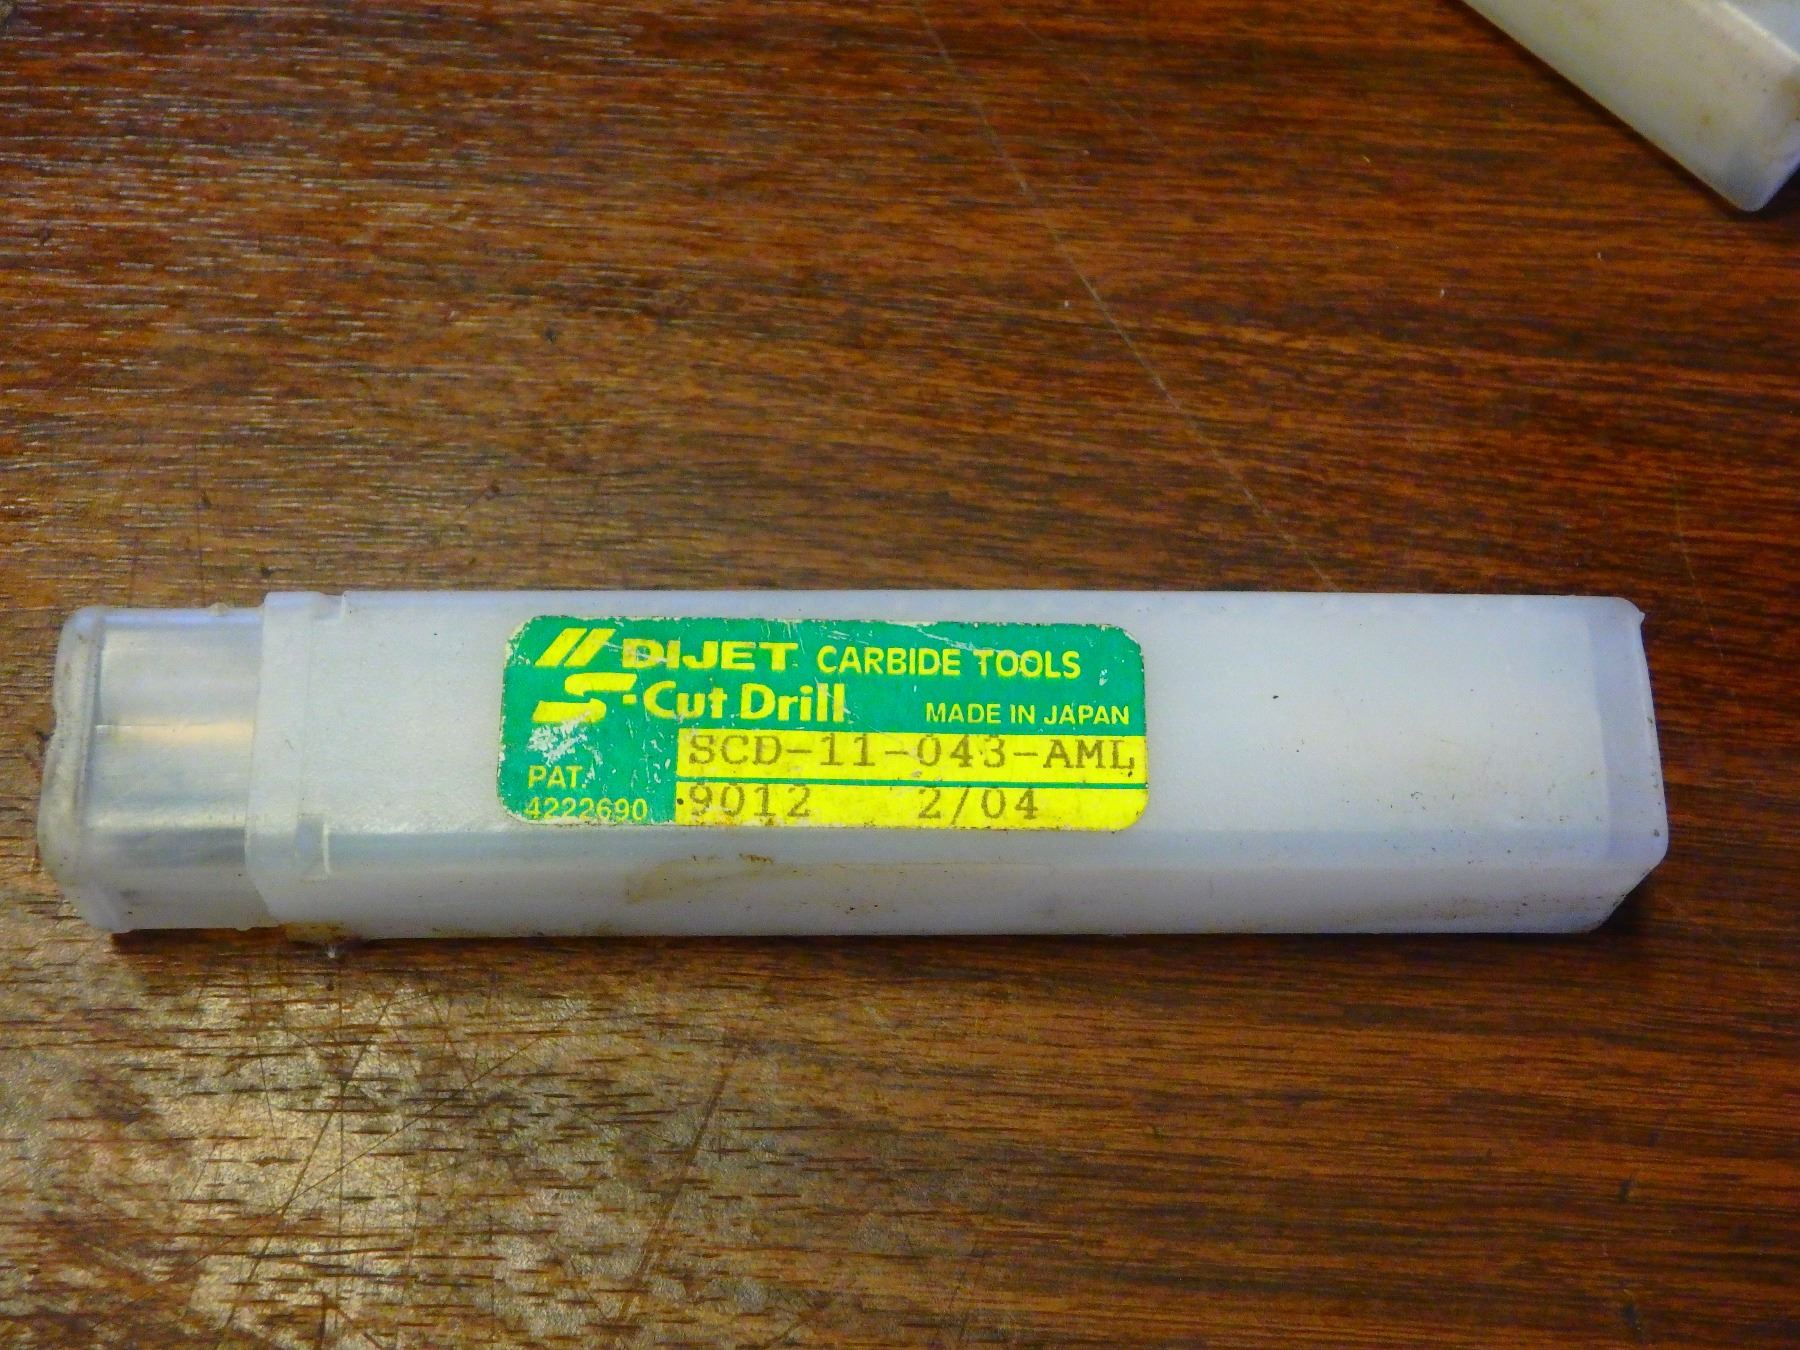 DIJET CARBIDE TOOLS
S-Cut Drill MADE IN JAPAN
SCD-11-043-AML
PAT.
4222690
9012 2/04